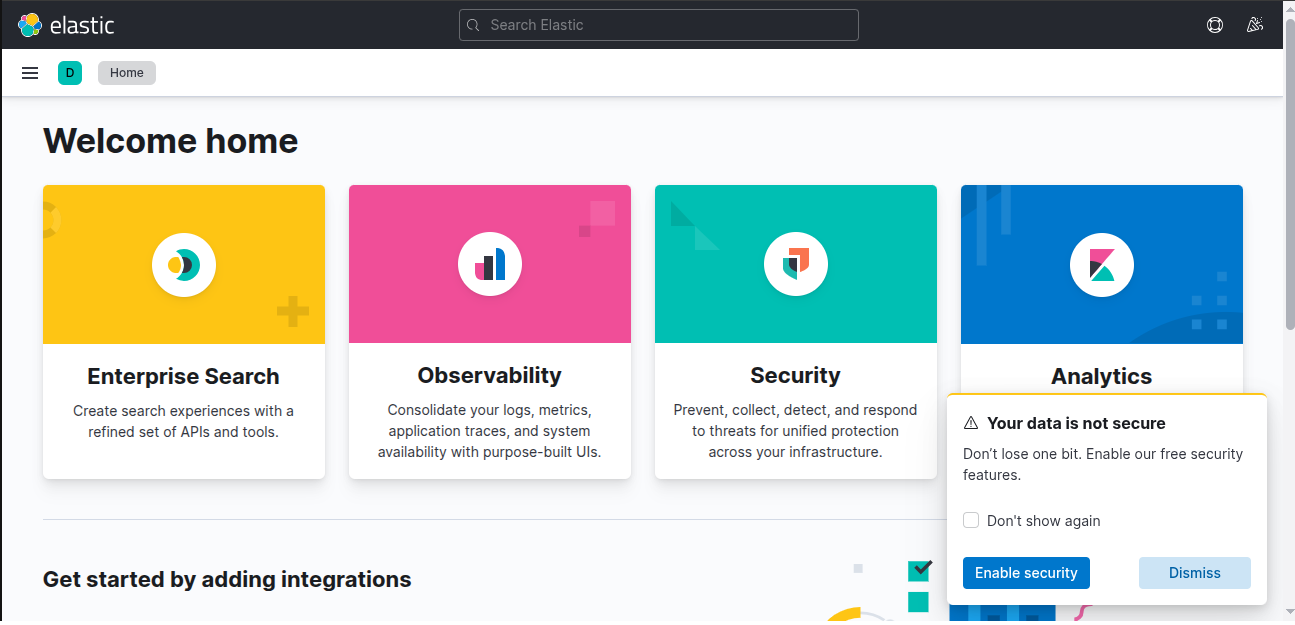 elastic
Search Elastic
D
Home
Welcome home
Enterprise Search
Create search experiences with a
refined set of APIs and tools.
Observability
Consolidate your logs, metrics,
application traces, and system
availability with purpose-built UIs.
Security
Prevent, collect, detect, and respond
to threats for unified protection
across your infrastructure.
Analytics
Your data is not secure
Don’t lose one bit. Enable our free security
features.
Don't show again
Enable security
Dismiss
Get started by adding integrations